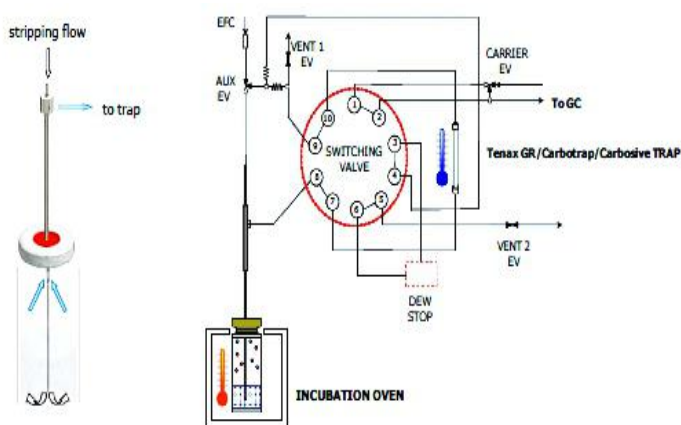 stripping flow
to trap
EFC
VENT 1
EV
AUX
EV
CARRIER
EV
To GC
10
1
2
9
3
SWITCHING
VALVE
8
4
7
6
5
Tenax GR/Carbotrap/Carbosive TRAP
VENT 2
EV
DEW
STOP
INCUBATION OVEN